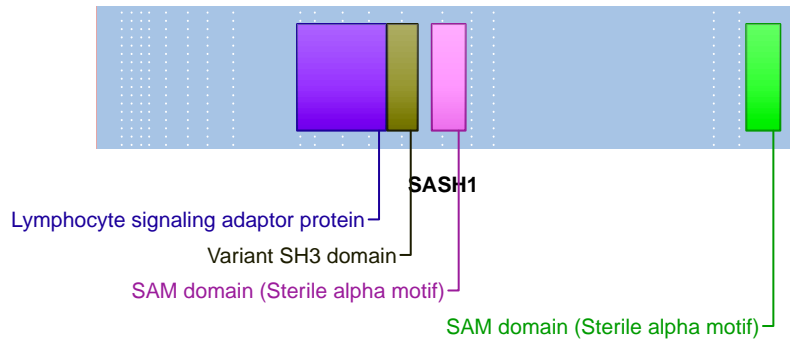 SASH1
Lymphocyte signaling adaptor protein
Variant SH3 domain
SAM domain (Sterile alpha motif)
SAM domain (Sterile alpha motif)